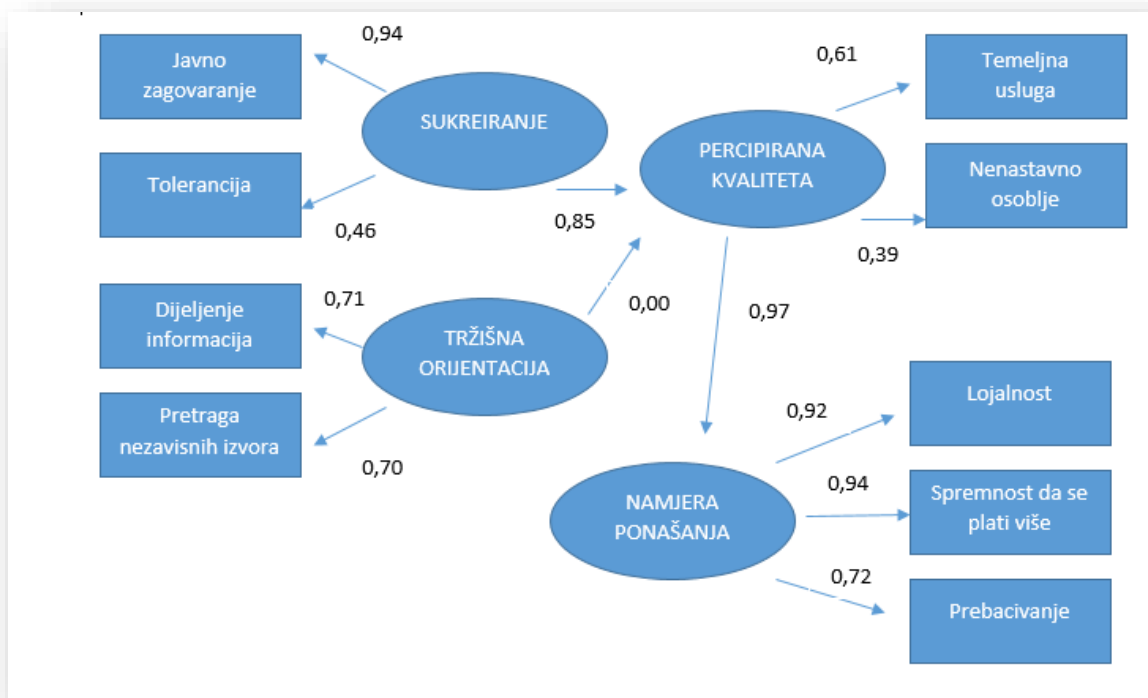 0,94
Javno
zagovaranje
SUKREIRANJE
Tolerancija
0,46
0,85
0,61
Temeljna
usluga
PERCIPIRANA
KVALITETA
Nenastavno
osoblje
0,39
Dijeljenje
informacija
0,71
TRŽIŠNA
ORIJENTACIJA
0,00
0,97
Pretraga
nezavisnih izvora
0,70
NAMJERA
PONAŠANJA
0,92
Lojalnost
0,94
Spremnost da se
plati više
0,72
Prebacivanje